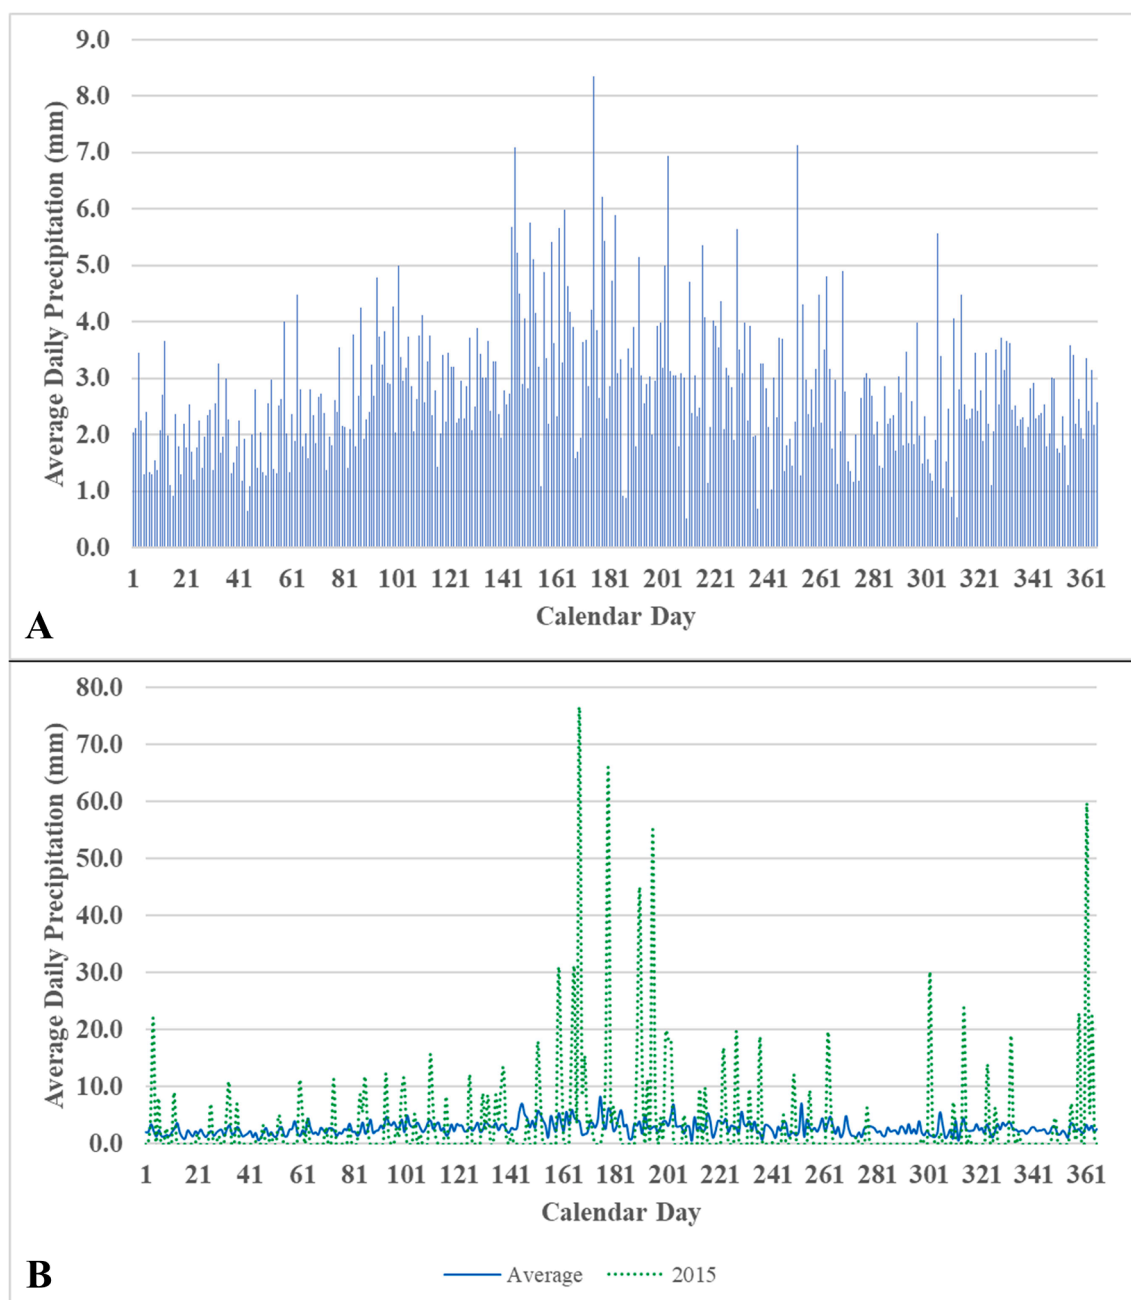 9.0
8.0
7.0
6.0
5.0
4.0
3.0
2.0
1.0
0.0
Average Daily Precipitation (mm)
1 21 41 61 81 101 121 141 161 181 201 221 241 261 281 301 321 341 361
Calendar Day
A
80.0
70.0
60.0
50.0
40.0
30.0
20.0
10.0
0.0
Average Daily Precipitation (mm)
1 21 41 61 81 101 121 141 161 181 201 221 241 261 281 301 321 341 361
Calendar Day
B
Average 2015